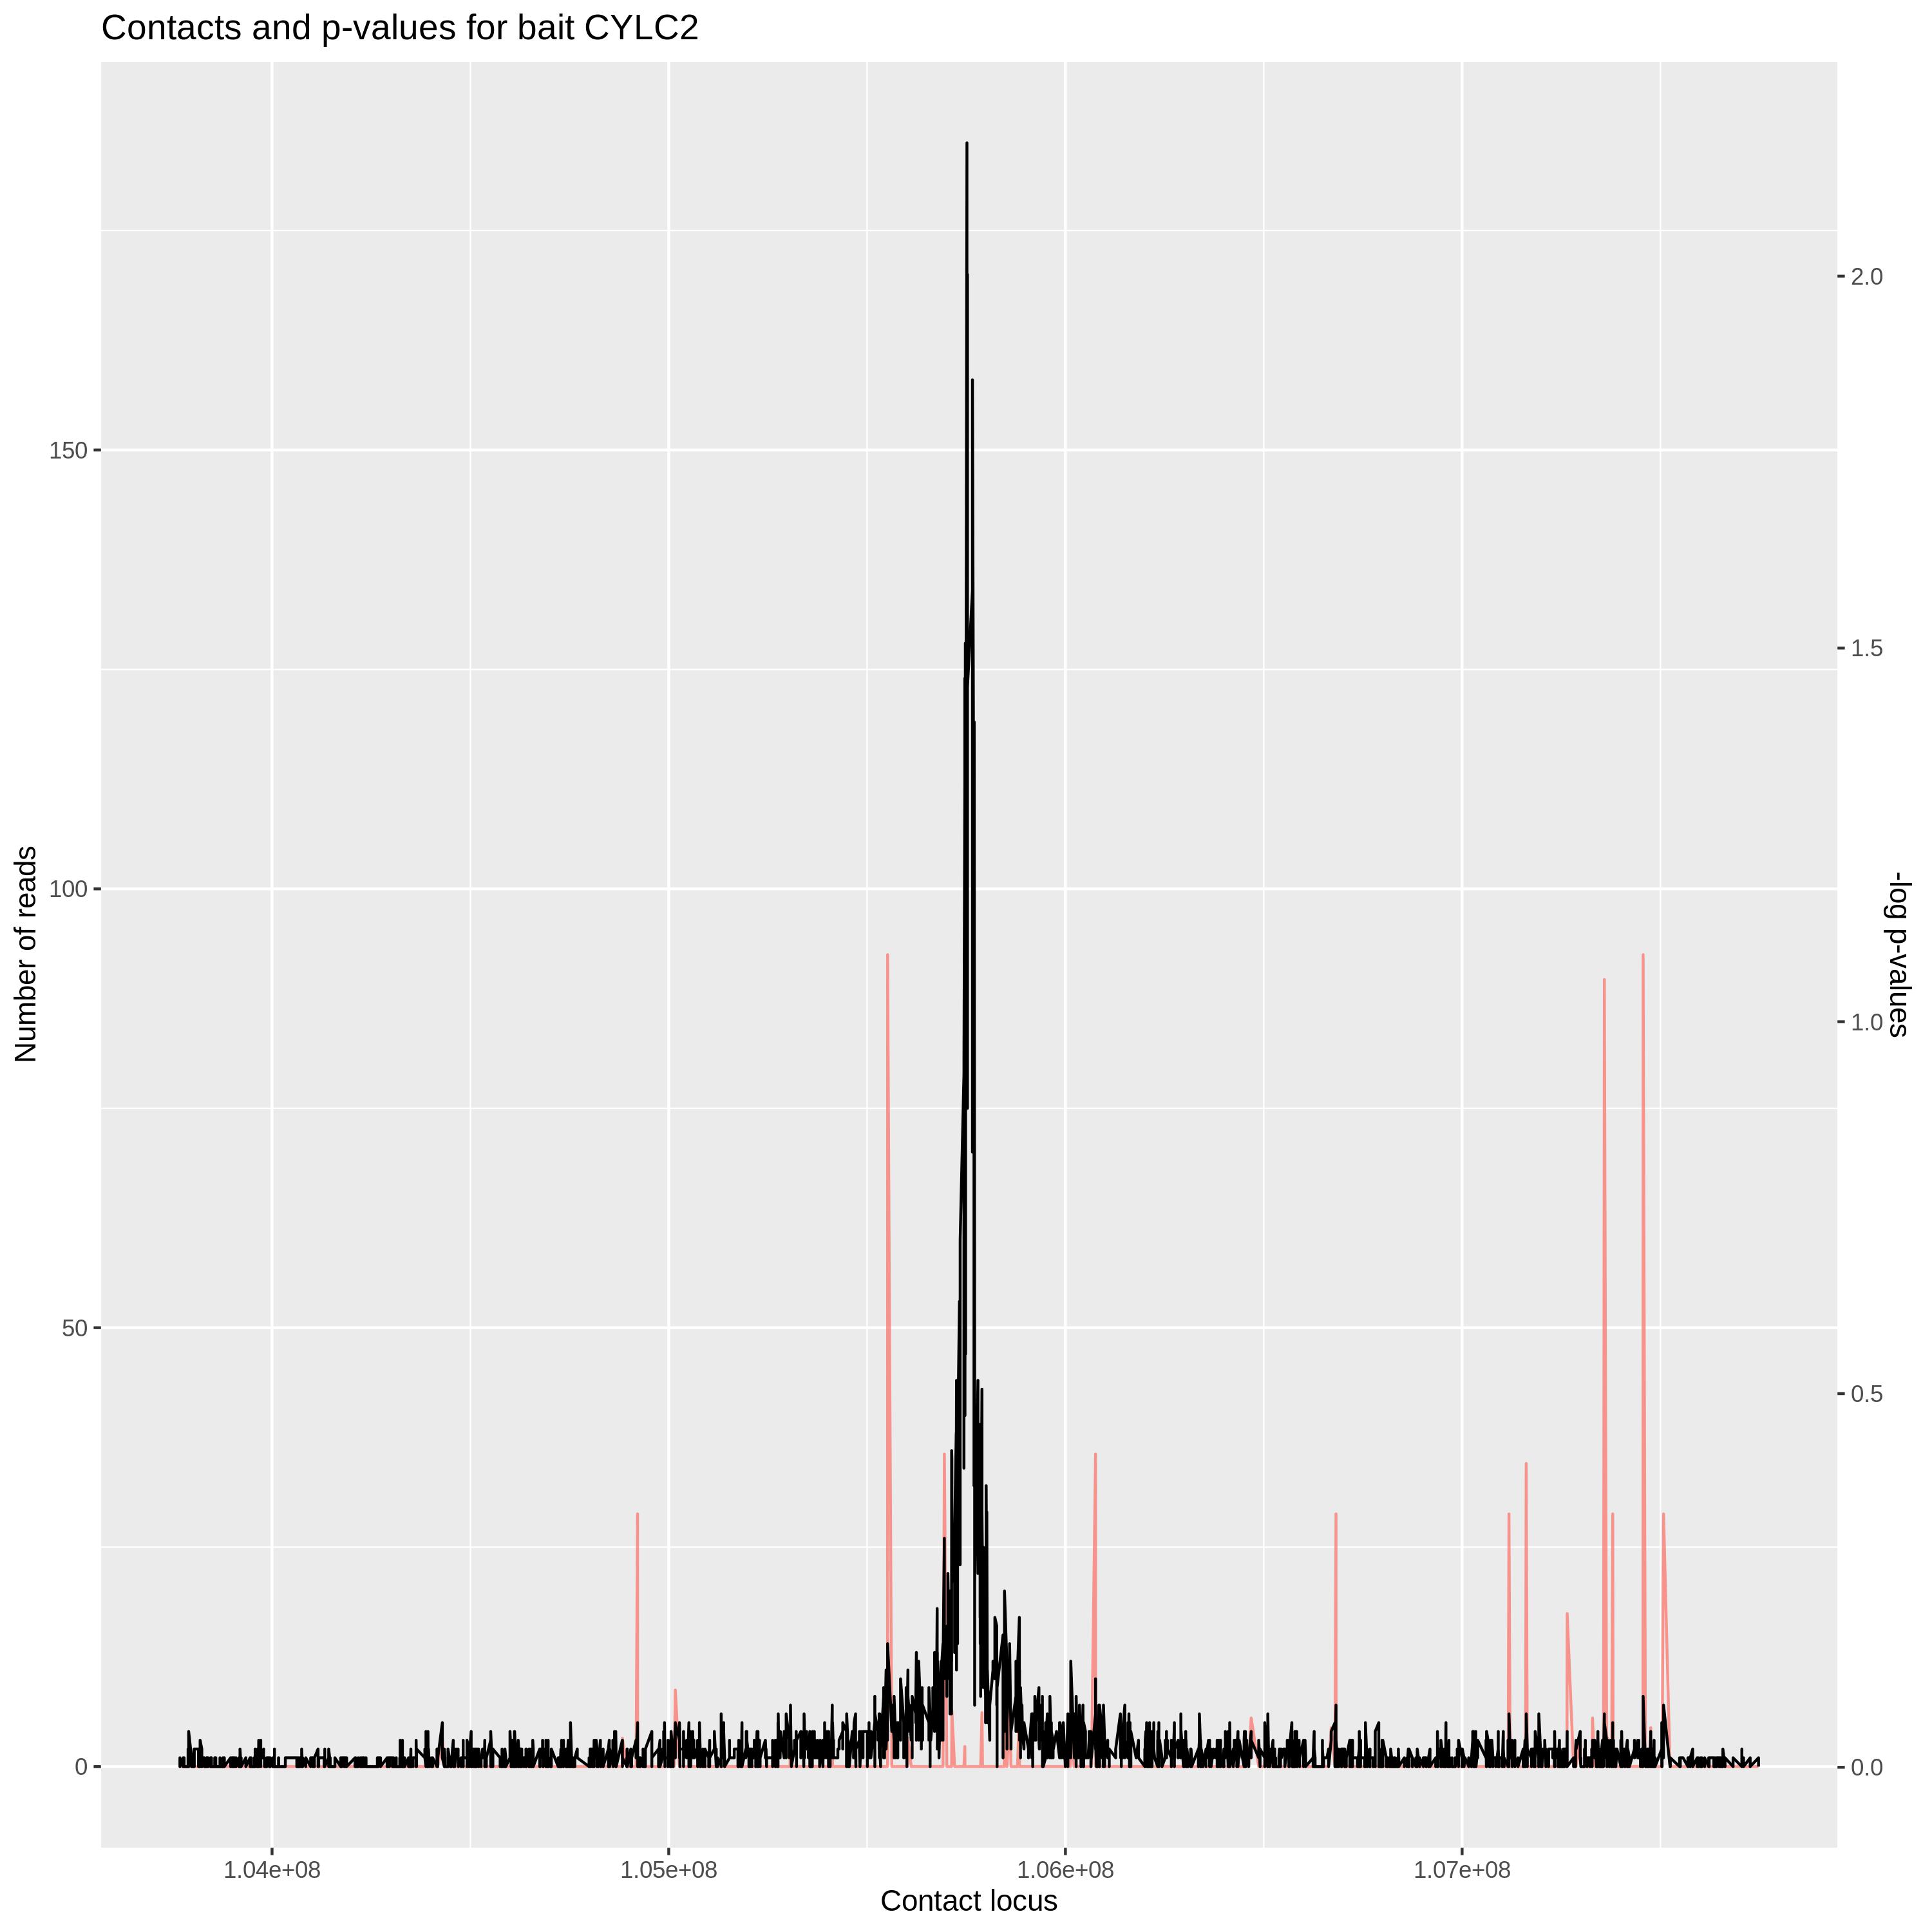 Contacts and p-values for bait CYLC2
Number of reads
150
100
50
0
2.0
1.5
1.0
0.5
0.0
-log p-values
1.04e+08
1.05e+08
1.06e+08
1.07e+08
Contact locus